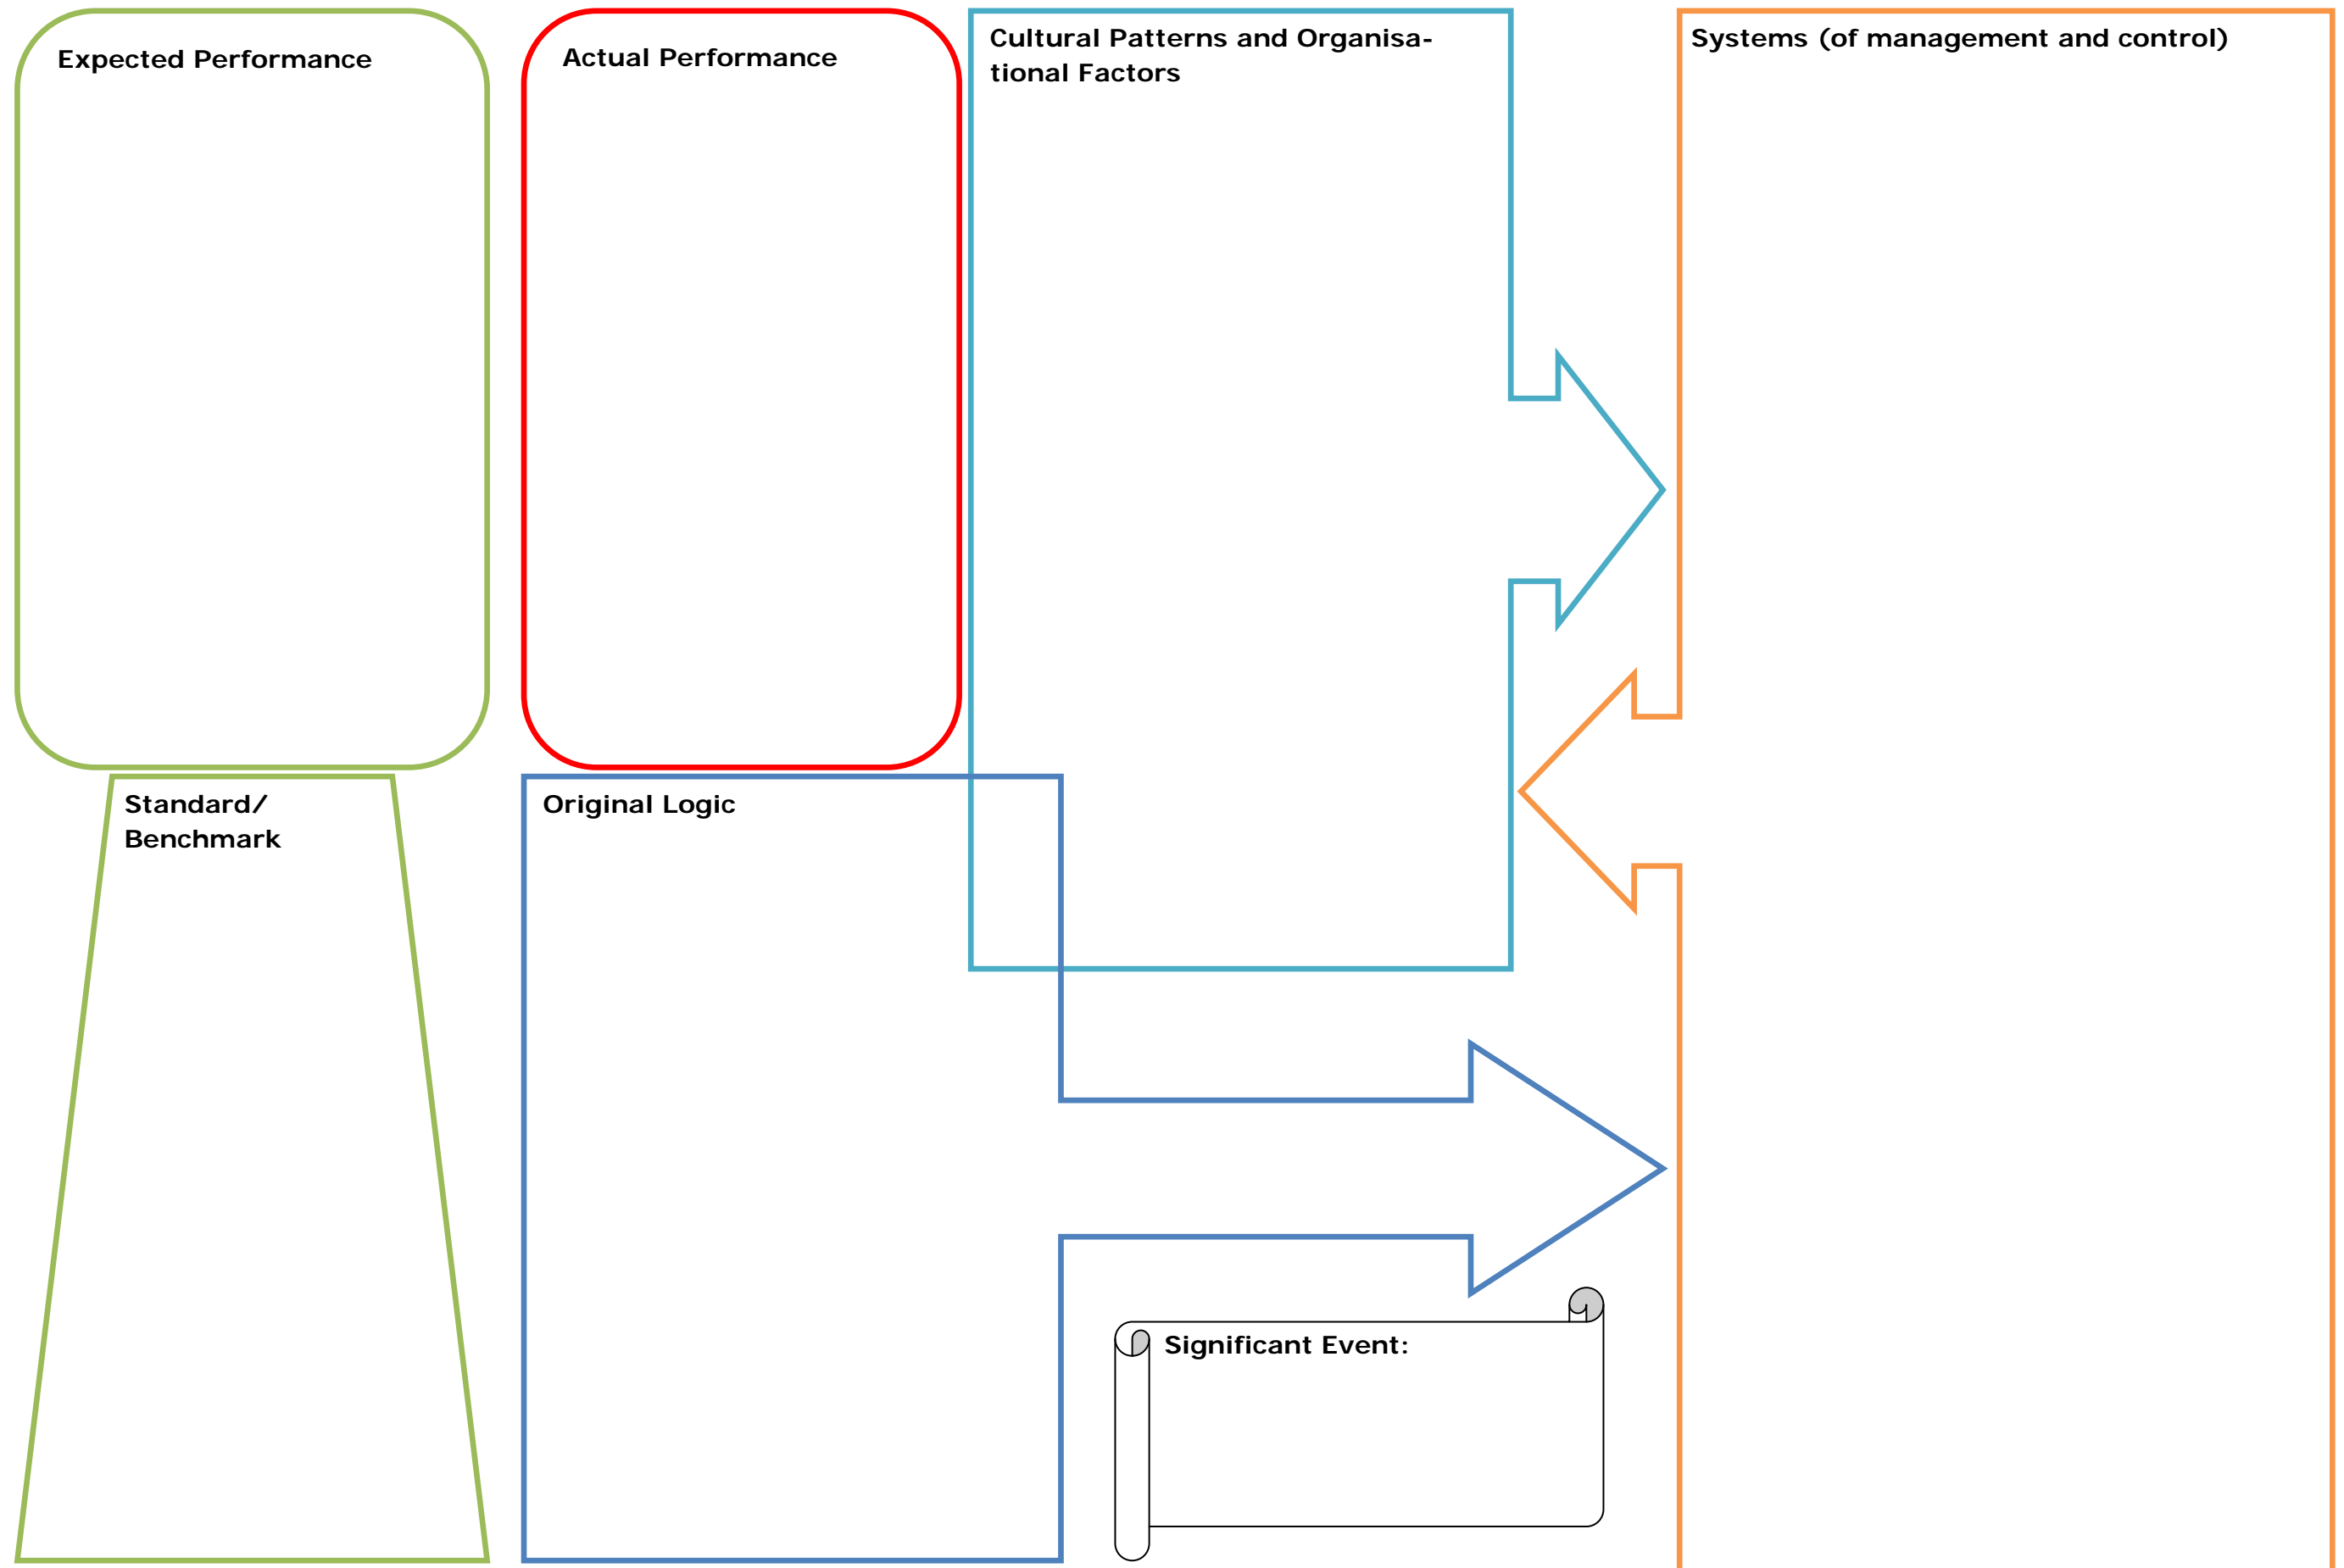 Expected Performance
Actual Performance
Cultural Patterns and Organisa-
tional Factors
Systems (of management and control)
Standard/
Benchmark
Original Logic
Significant Event: